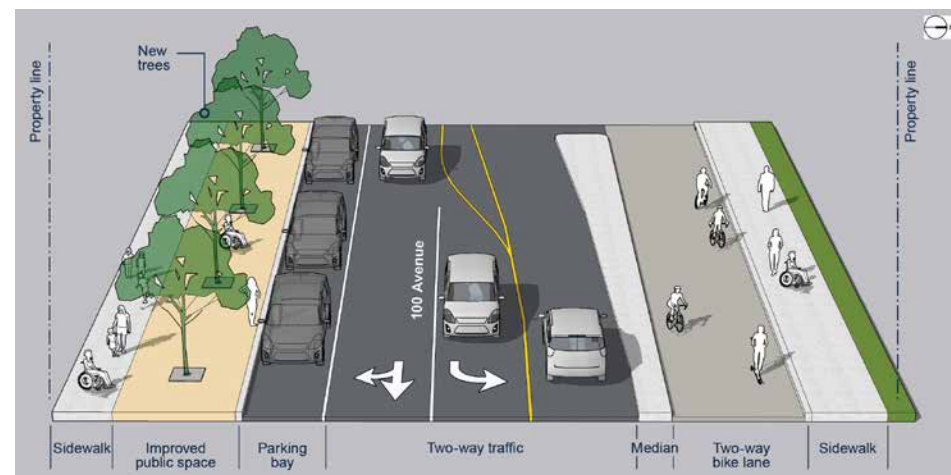 New
trees
Property line
Property line
100 Avenue
Sidewalk
Improved
public space
Parking
bay
Two-way traffic
Median
Two-way
bike lane
Sidewalk